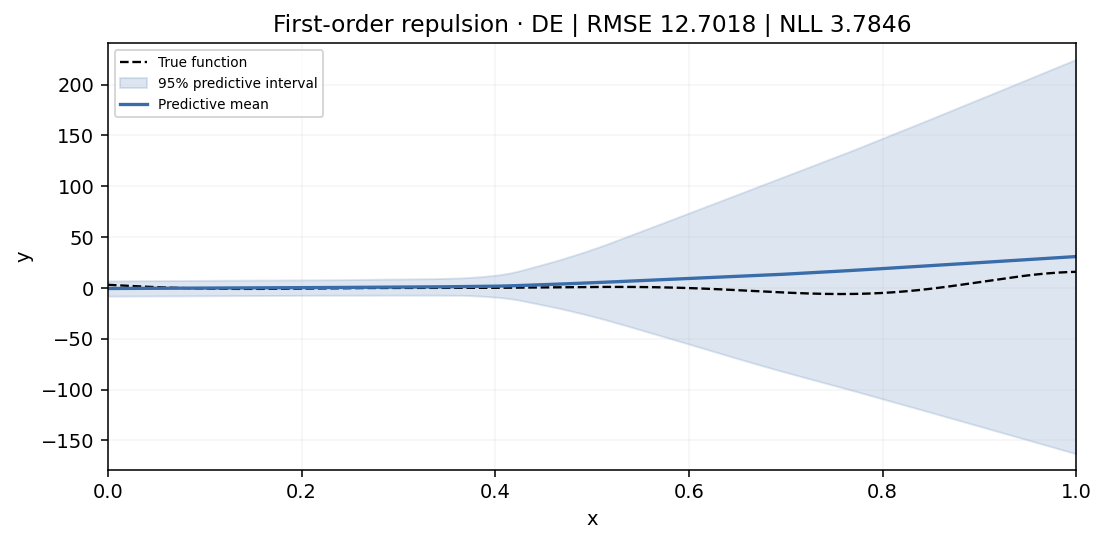 First-order repulsion · DE | RMSE 12.7018 | NLL 3.7846
True function
95% predictive interval
Predictive mean
200
150
100
50
0
−50
−100
−150
y
0.0 0.2 0.4 0.6 0.8 1.0
x